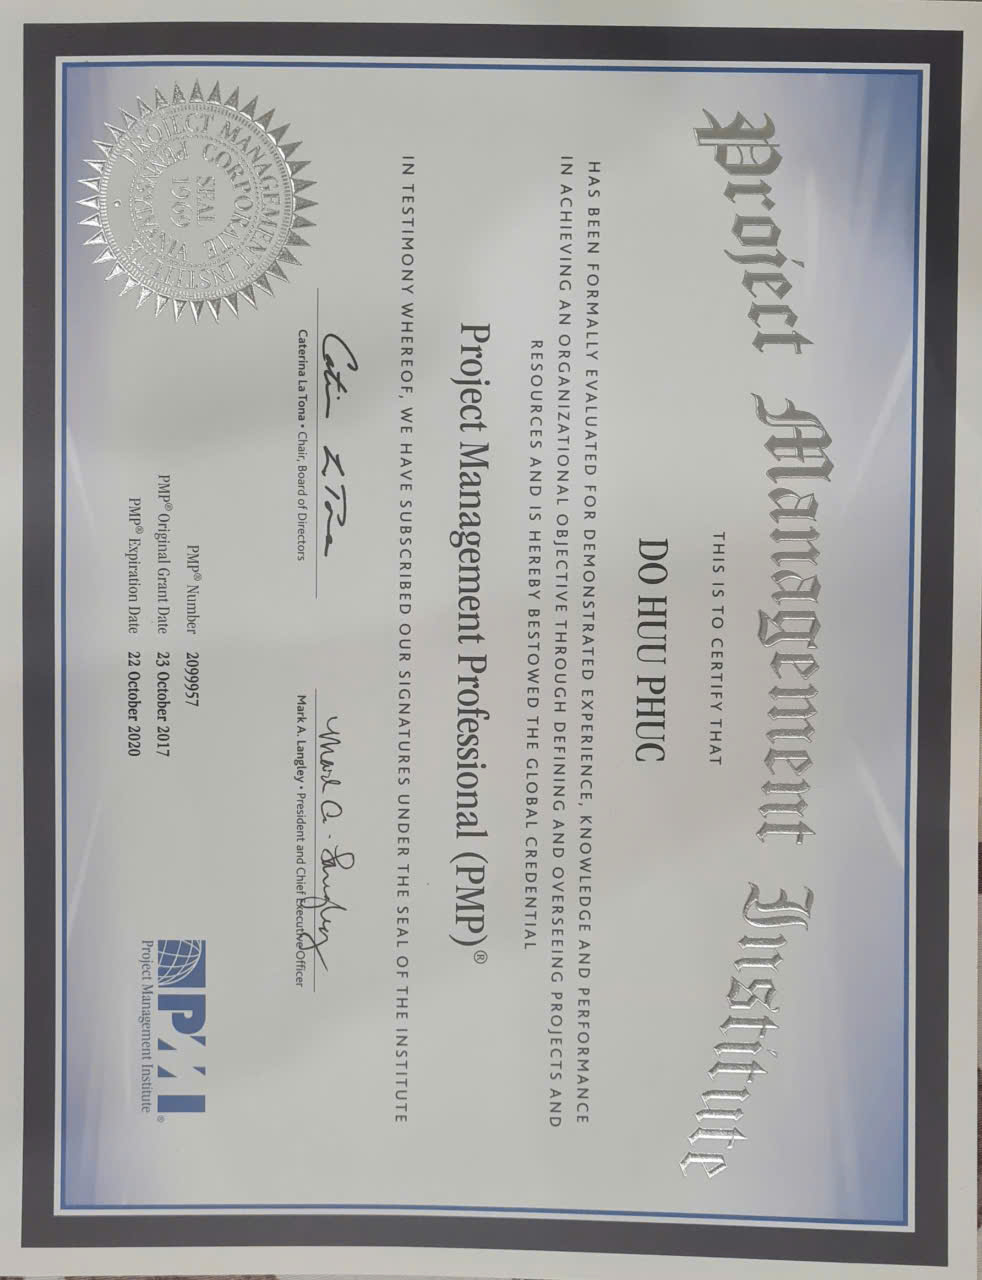 Project Management Institute
THIS IS TO CERTIFY THAT
DO HUU PHUC
HAS BEEN FORMALLY EVALUATED FOR DEMONSTRATED EXPERIENCE, KNOWLEDGE AND PERFORMANCE
IN ACHIEVING AN ORGANIZATIONAL OBJECTIVE THROUGH DEFINING AND OVERSEEING PROJECTS AND
RESOURCES AND IS HEREBY BESTOWED THE GLOBAL CREDENTIAL
Project Management Professional (PMP)®
IN TESTIMONY WHEREOF, WE HAVE SUBSCRIBED OUR SIGNATURES UNDER THE SEAL OF THE INSTITUTE
Caterina La Tona • Chair, Board of Directors
Mark A. Langley • President and Chief Executive Officer
PROJECT MANAGEMENT INSTITUTE
CORPORATE
SEAL
1969
PENNSYLVANIA
PMP® Number 2099957
PMP® Original Grant Date 23 October 2017
PMP® Expiration Date 22 October 2020
PMI®
Project Management Institute